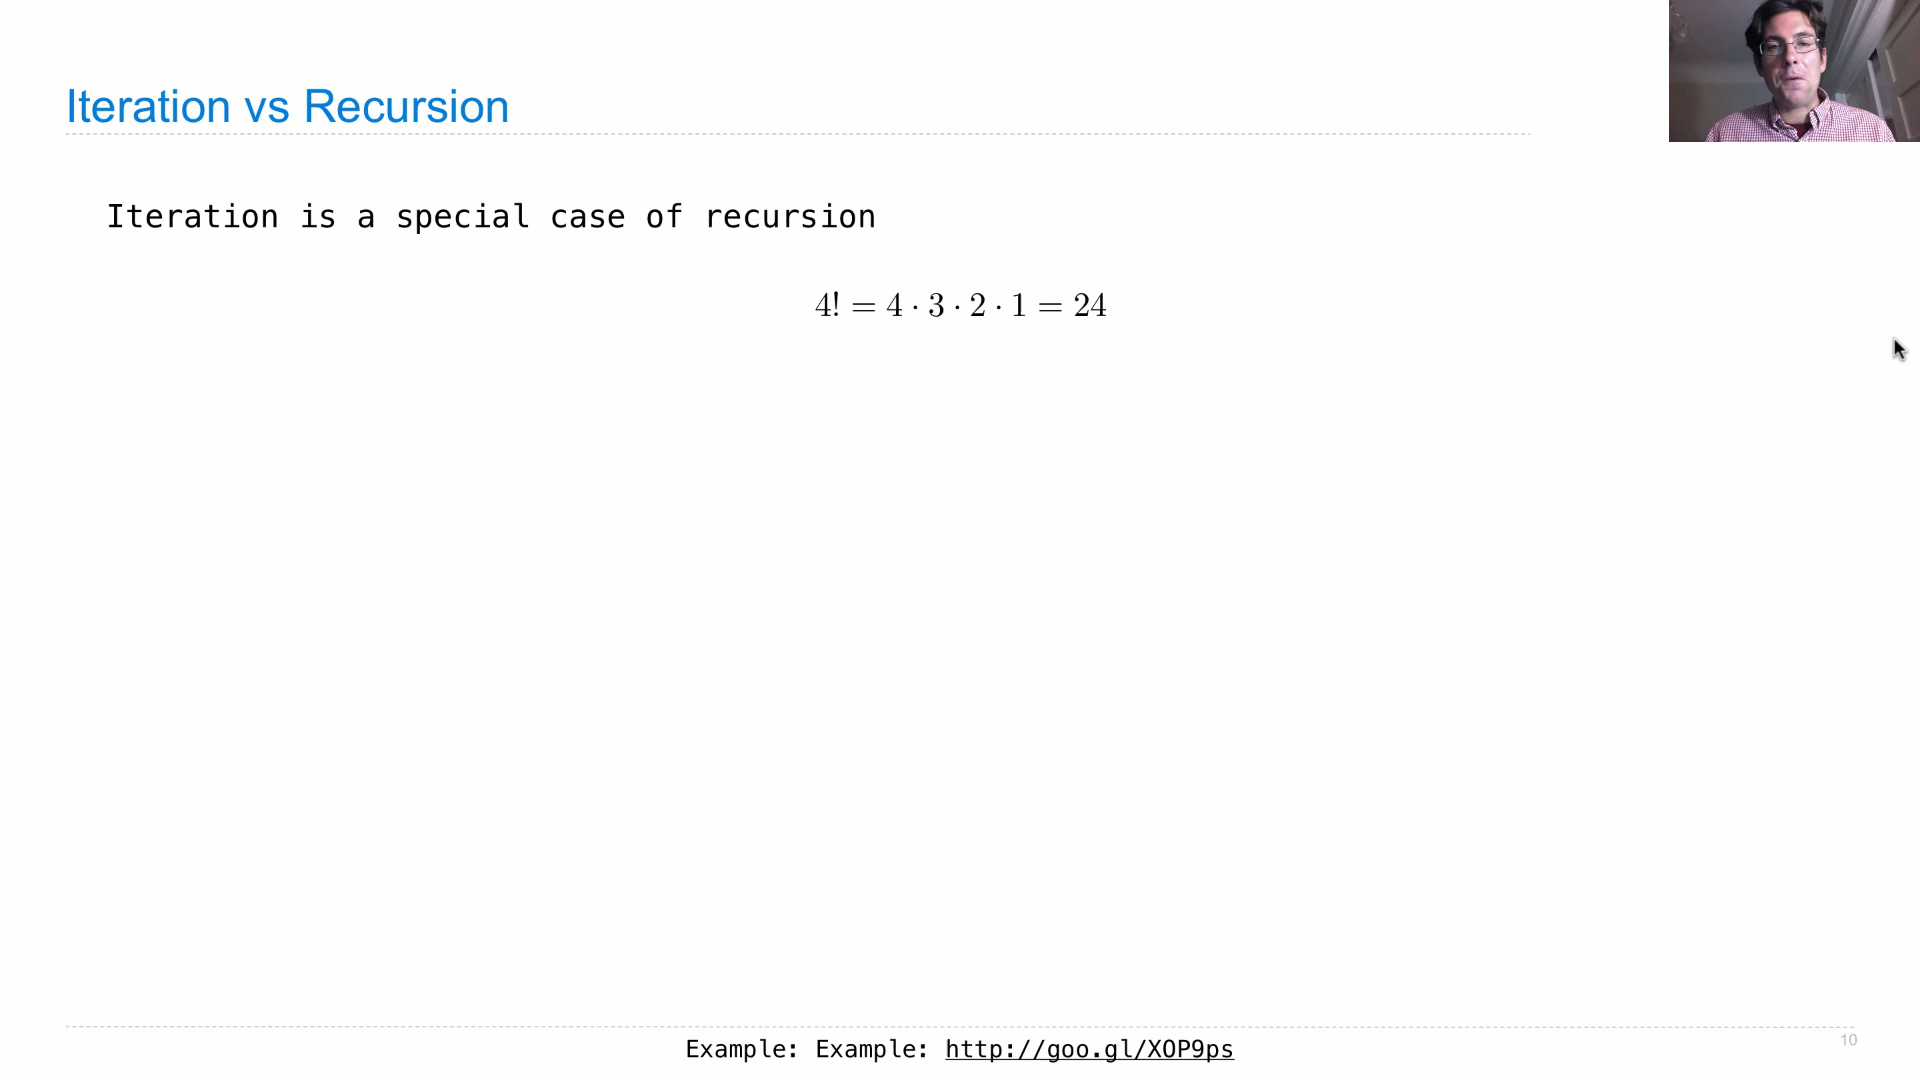 Iteration vs Recursion
Iteration is a special case of recursion
4! = 4 · 3 · 2 · 1 = 24
Example: Example: http://goo.gl/XOP9ps
10